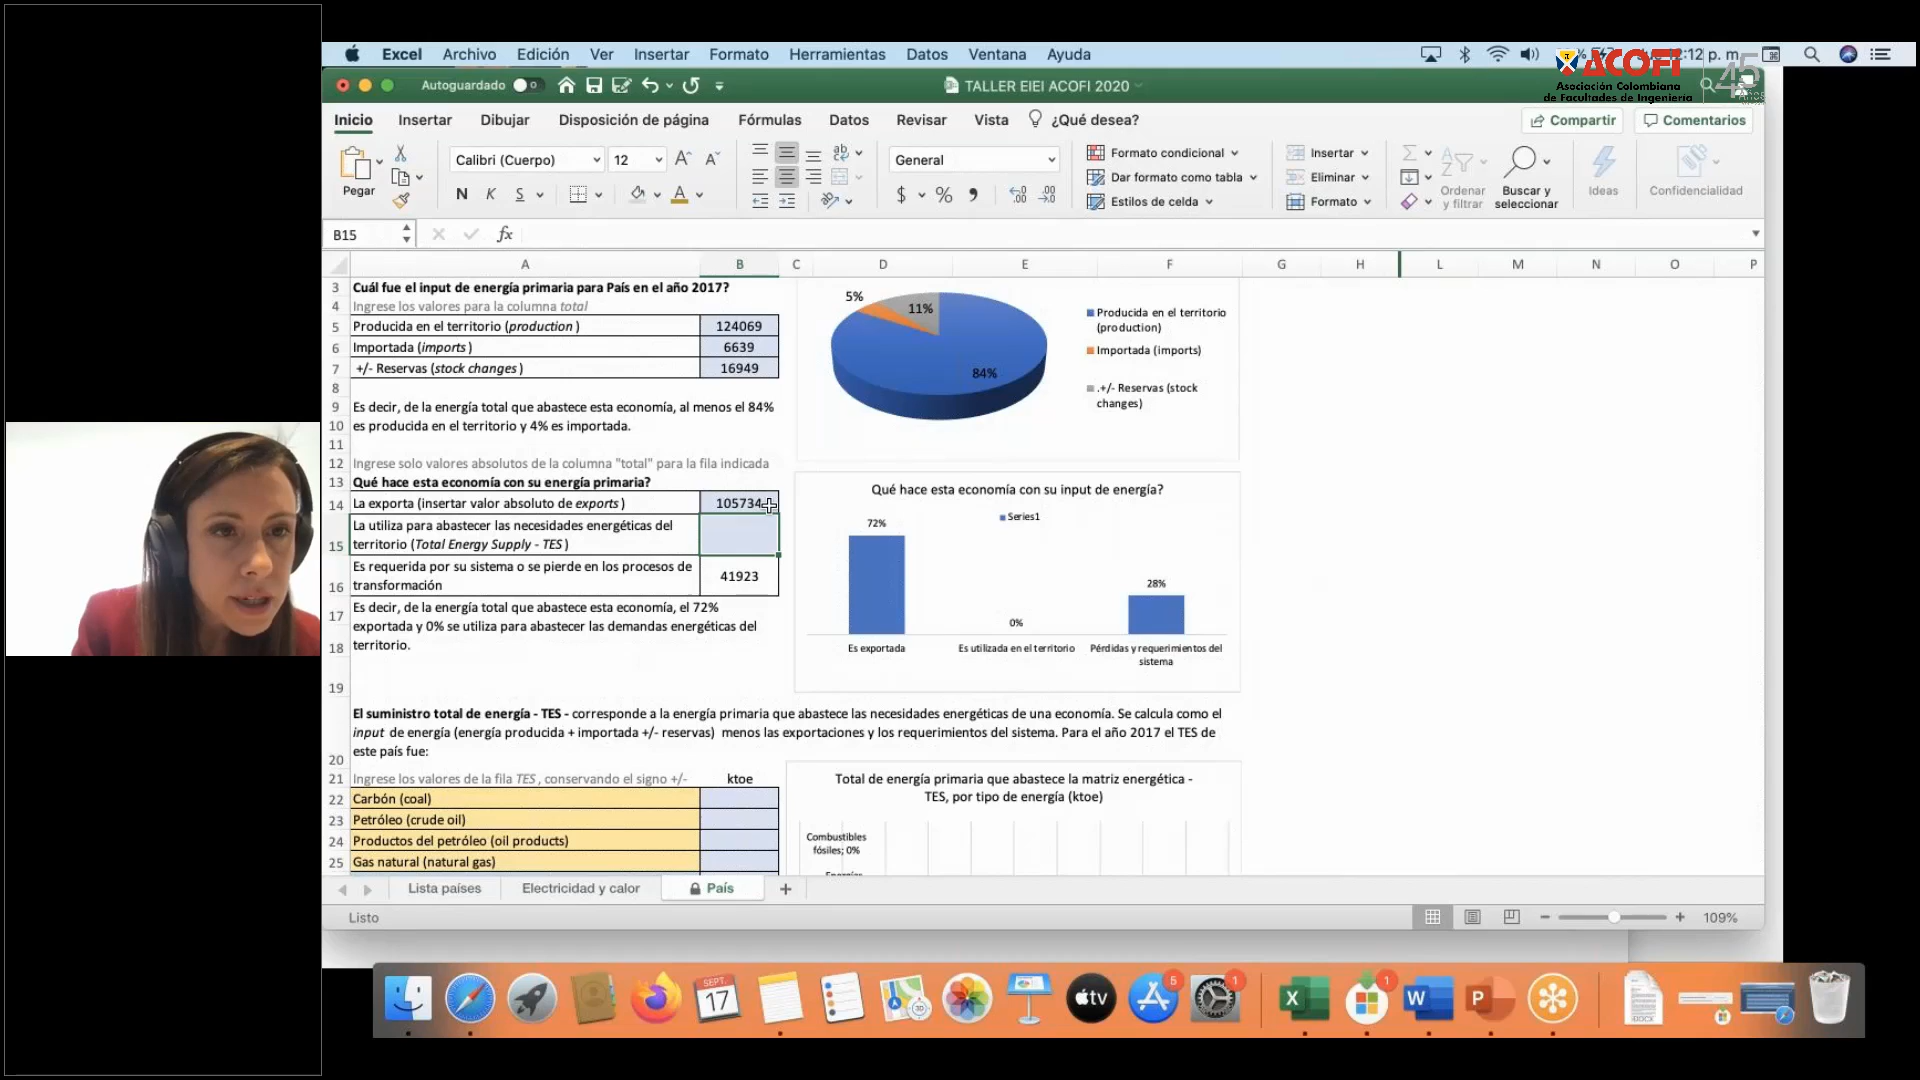 Excel Archivo Edición Ver Insertar Formato Herramientas Datos Ventana Ayuda
12:12 p. m
ACOFI
Asociación Colombiana
de Facultades de Ingeniería
45
Autoguardado
TALLER EIEI ACOFI 2020
Inicio Insertar Dibujar Disposición de página Fórmulas Datos Revisar Vista ¿Qué desea?
Compartir Comentarios
Pegar
Calibri (Cuerpo) 12
N K S
General
$ % ,
Formato condicional
Dar formato como tabla
Estilos de celda
Insertar
Eliminar
Formato
Ordenar
y filtrar
Buscar y
seleccionar
Ideas
Confidencialidad
B15 fx
A B C D E F G H L M N O P
3 Cuál fue el input de energía primaria para País en el año 2017?
4 Ingrese los valores para la columna total
5 Producida en el territorio (production ) 124069
6 Importada (imports ) 6639
7 +/- Reservas (stock changes ) 16949
8
9 Es decir, de la energía total que abastece esta economía, al menos el 84%
10 es producida en el territorio y 4% es importada.
11
12 Ingrese solo valores absolutos de la columna "total" para la fila indicada
13 Qué hace esta economía con su energía primaria?
14 La exporta (insertar valor absoluto de exports ) 105734
La utiliza para abastecer las necesidades energéticas del
15 territorio (Total Energy Supply - TES )
Es requerida por su sistema o se pierde en los procesos de
16 transformación 41923
Es decir, de la energía total que abastece esta economía, el 72%
17 exportada y 0% se utiliza para abastecer las demandas energéticas del
18 territorio.
19
5%
11%
84%
Producida en el territorio
(production)
Importada (imports)
.+/- Reservas (stock
changes)
Qué hace esta economía con su input de energía?
Series1
72%
0%
28%
Es exportada Es utilizada en el territorio Pérdidas y requerimientos del
sistema
El suministro total de energía - TES - corresponde a la energía primaria que abastece las necesidades energéticas de una economía. Se calcula como el
input de energía (energía producida + importada +/- reservas) menos las exportaciones y los requerimientos del sistema. Para el año 2017 el TES de
este país fue:
20
21 Ingrese los valores de la fila TES , conservando el signo +/- ktoe
22 Carbón (coal)
23 Petróleo (crude oil)
24 Productos del petróleo (oil products)
25 Gas natural (natural gas)
Total de energía primaria que abastece la matriz energética -
TES, por tipo de energía (ktoe)
Combustibles
fósiles; 0%
Lista países Electricidad y calor País
Listo
109%
SEPT.
17
3D
tv
5
1
X
1
W
P
DOCX